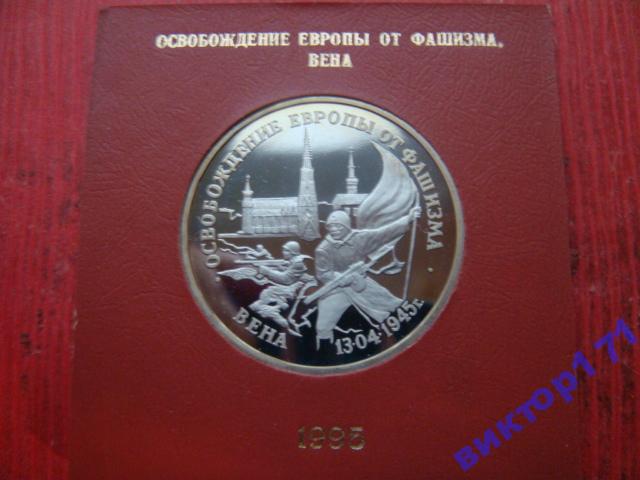 ОСВОБОЖДЕНИЕ ЕВРОПЫ ОТ ФАШИЗМА.
ВЕНА
· ОСВОБОЖДЕНИЕ ЕВРОПЫ ОТ ФАШИЗМА ·
ВЕНА 13·04·1945г.
1995
виктор171